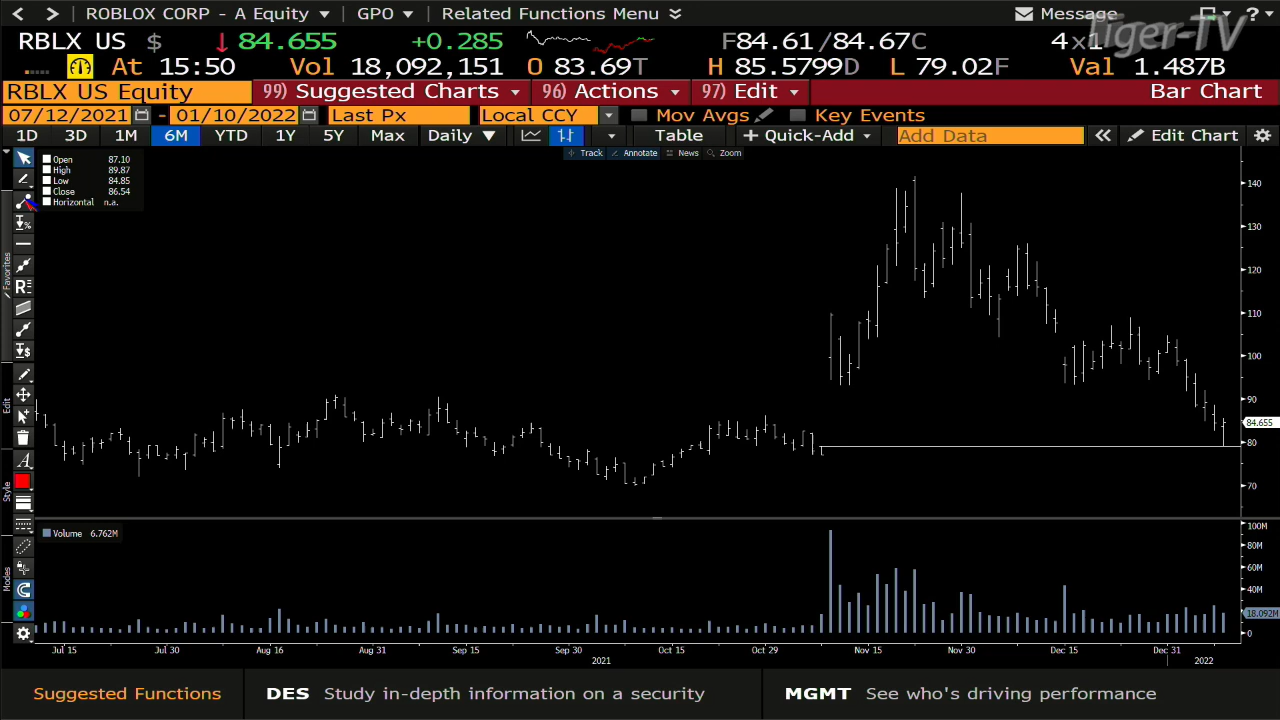 ROBLOX CORP - A Equity GPO Related Functions Menu Message ?
Tiger-TV
RBLX US $ ↓ 84.655 +0.285 F84.61/84.67C 4x1
At 15:50 Vol 18,092,151 O 83.69T H 85.5799D L 79.02F Val 1.487B
RBLX US Equity 99) Suggested Charts 96) Actions 97) Edit Bar Chart
07/12/2021 - 01/10/2022 Last Px Local CCY Mov Avgs Key Events
1D 3D 1M 6M YTD 1Y 5Y Max Daily ▼ Table + Quick-Add Add Data « Edit Chart
Track Annotate News Zoom
Open 87.10
High 89.87
Low 84.85
Close 86.54
Horizontal n.a.
Favorites
Edit
Style
Modes
%
R
$
A
140
130
120
110
100
90
84.655
80
70
Volume 6.762M
100M
80M
60M
40M
18.092M
0
Jul 15 Jul 30 Aug 16 Aug 31 Sep 15 Sep 30 Oct 15 Oct 29 Nov 15 Nov 30 Dec 15 Dec 31
2021 2022
Suggested Functions DES Study in-depth information on a security MGMT See who's driving performance